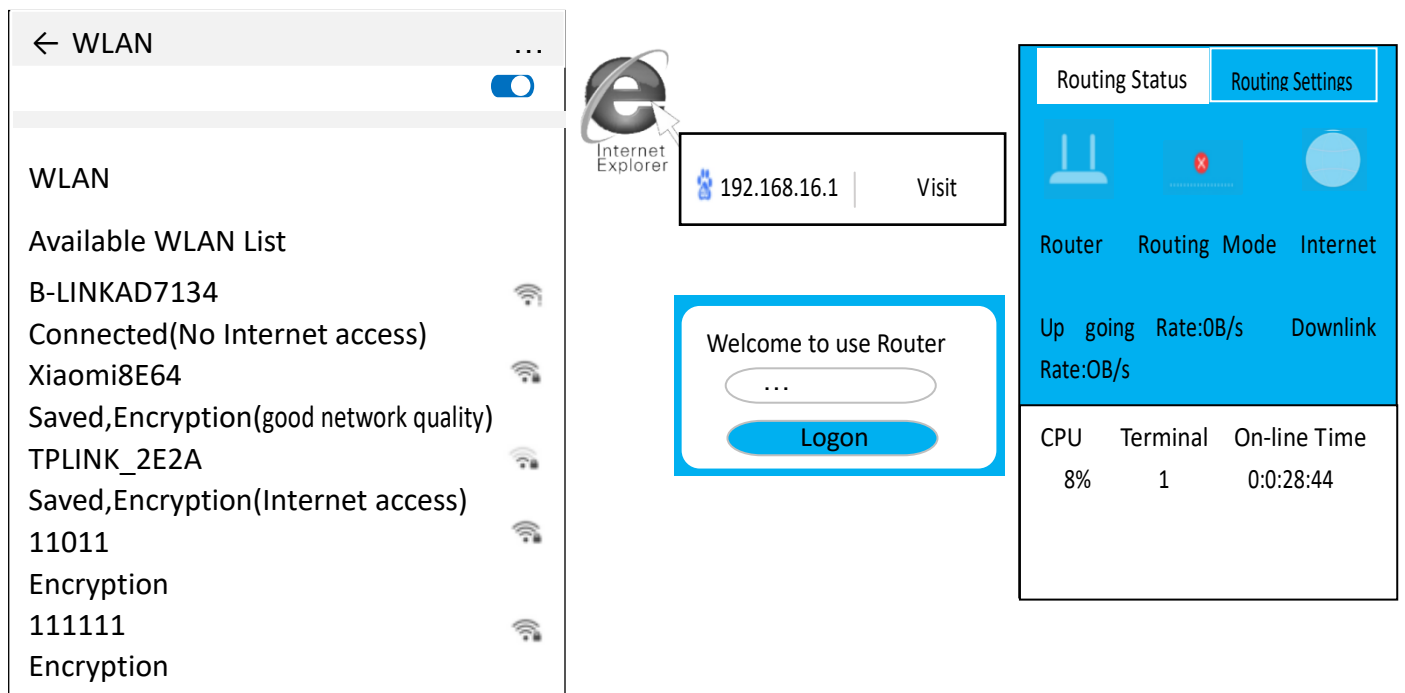 ← WLAN ...
WLAN
Available WLAN List
B-LINKAD7134
Connected(No Internet access)
Xiaomi8E64
Saved,Encryption(good network quality)
TPLINK_2E2A
Saved,Encryption(Internet access)
11011
Encryption
111111
Encryption
Internet
Explorer
192.168.16.1 Visit
Welcome to use Router
...
Logon
Routing Status Routing Settings
Router Routing Mode Internet
Up going Rate:0B/s Downlink
Rate:OB/s
CPU Terminal On-line Time
8% 1 0:0:28:44